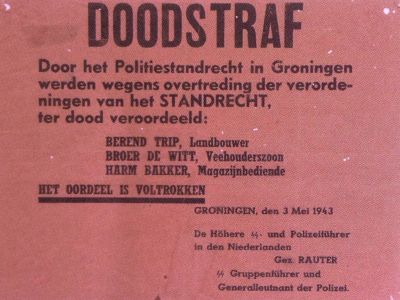 DOODSTRAF
Door het Politiestandrecht in Groningen
werden wegens overtreding der verorde-
ningen van het STANDRECHT,
ter dood veroordeeld:
BEREND TRIP, Landbouwer
BROER DE WITT, Veehouderszoon
HARM BAKKER, Magazijnbediende
HET OORDEEL IS VOLTROKKEN
GRONINGEN, den 3 Mei 1943
De Höhere SS- und Polizeiführer
in den Niederlanden
Gez. RAUTER
SS Gruppenführer und
Generalleutnant der Polizei.